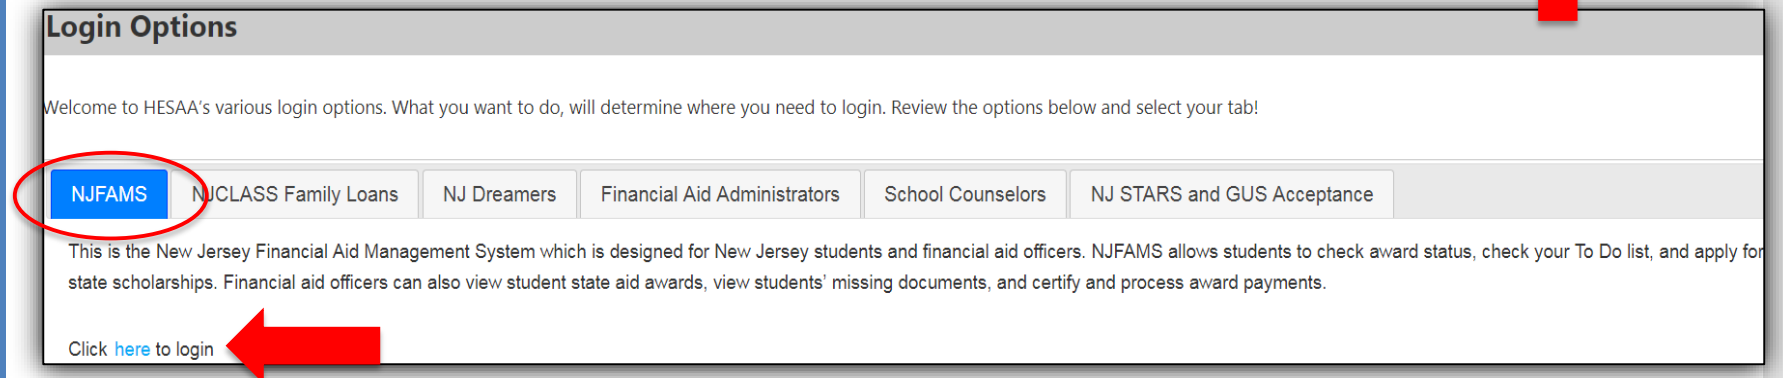 Login Options
Welcome to HESAA's various login options. What you want to do, will determine where you need to login. Review the options below and select your tab!
NJFAMS NJCLASS Family Loans NJ Dreamers Financial Aid Administrators School Counselors NJ STARS and GUS Acceptance
This is the New Jersey Financial Aid Management System which is designed for New Jersey students and financial aid officers. NJFAMS allows students to check award status, check your To Do list, and apply for
state scholarships. Financial aid officers can also view student state aid awards, view students' missing documents, and certify and process award payments.
Click here to login